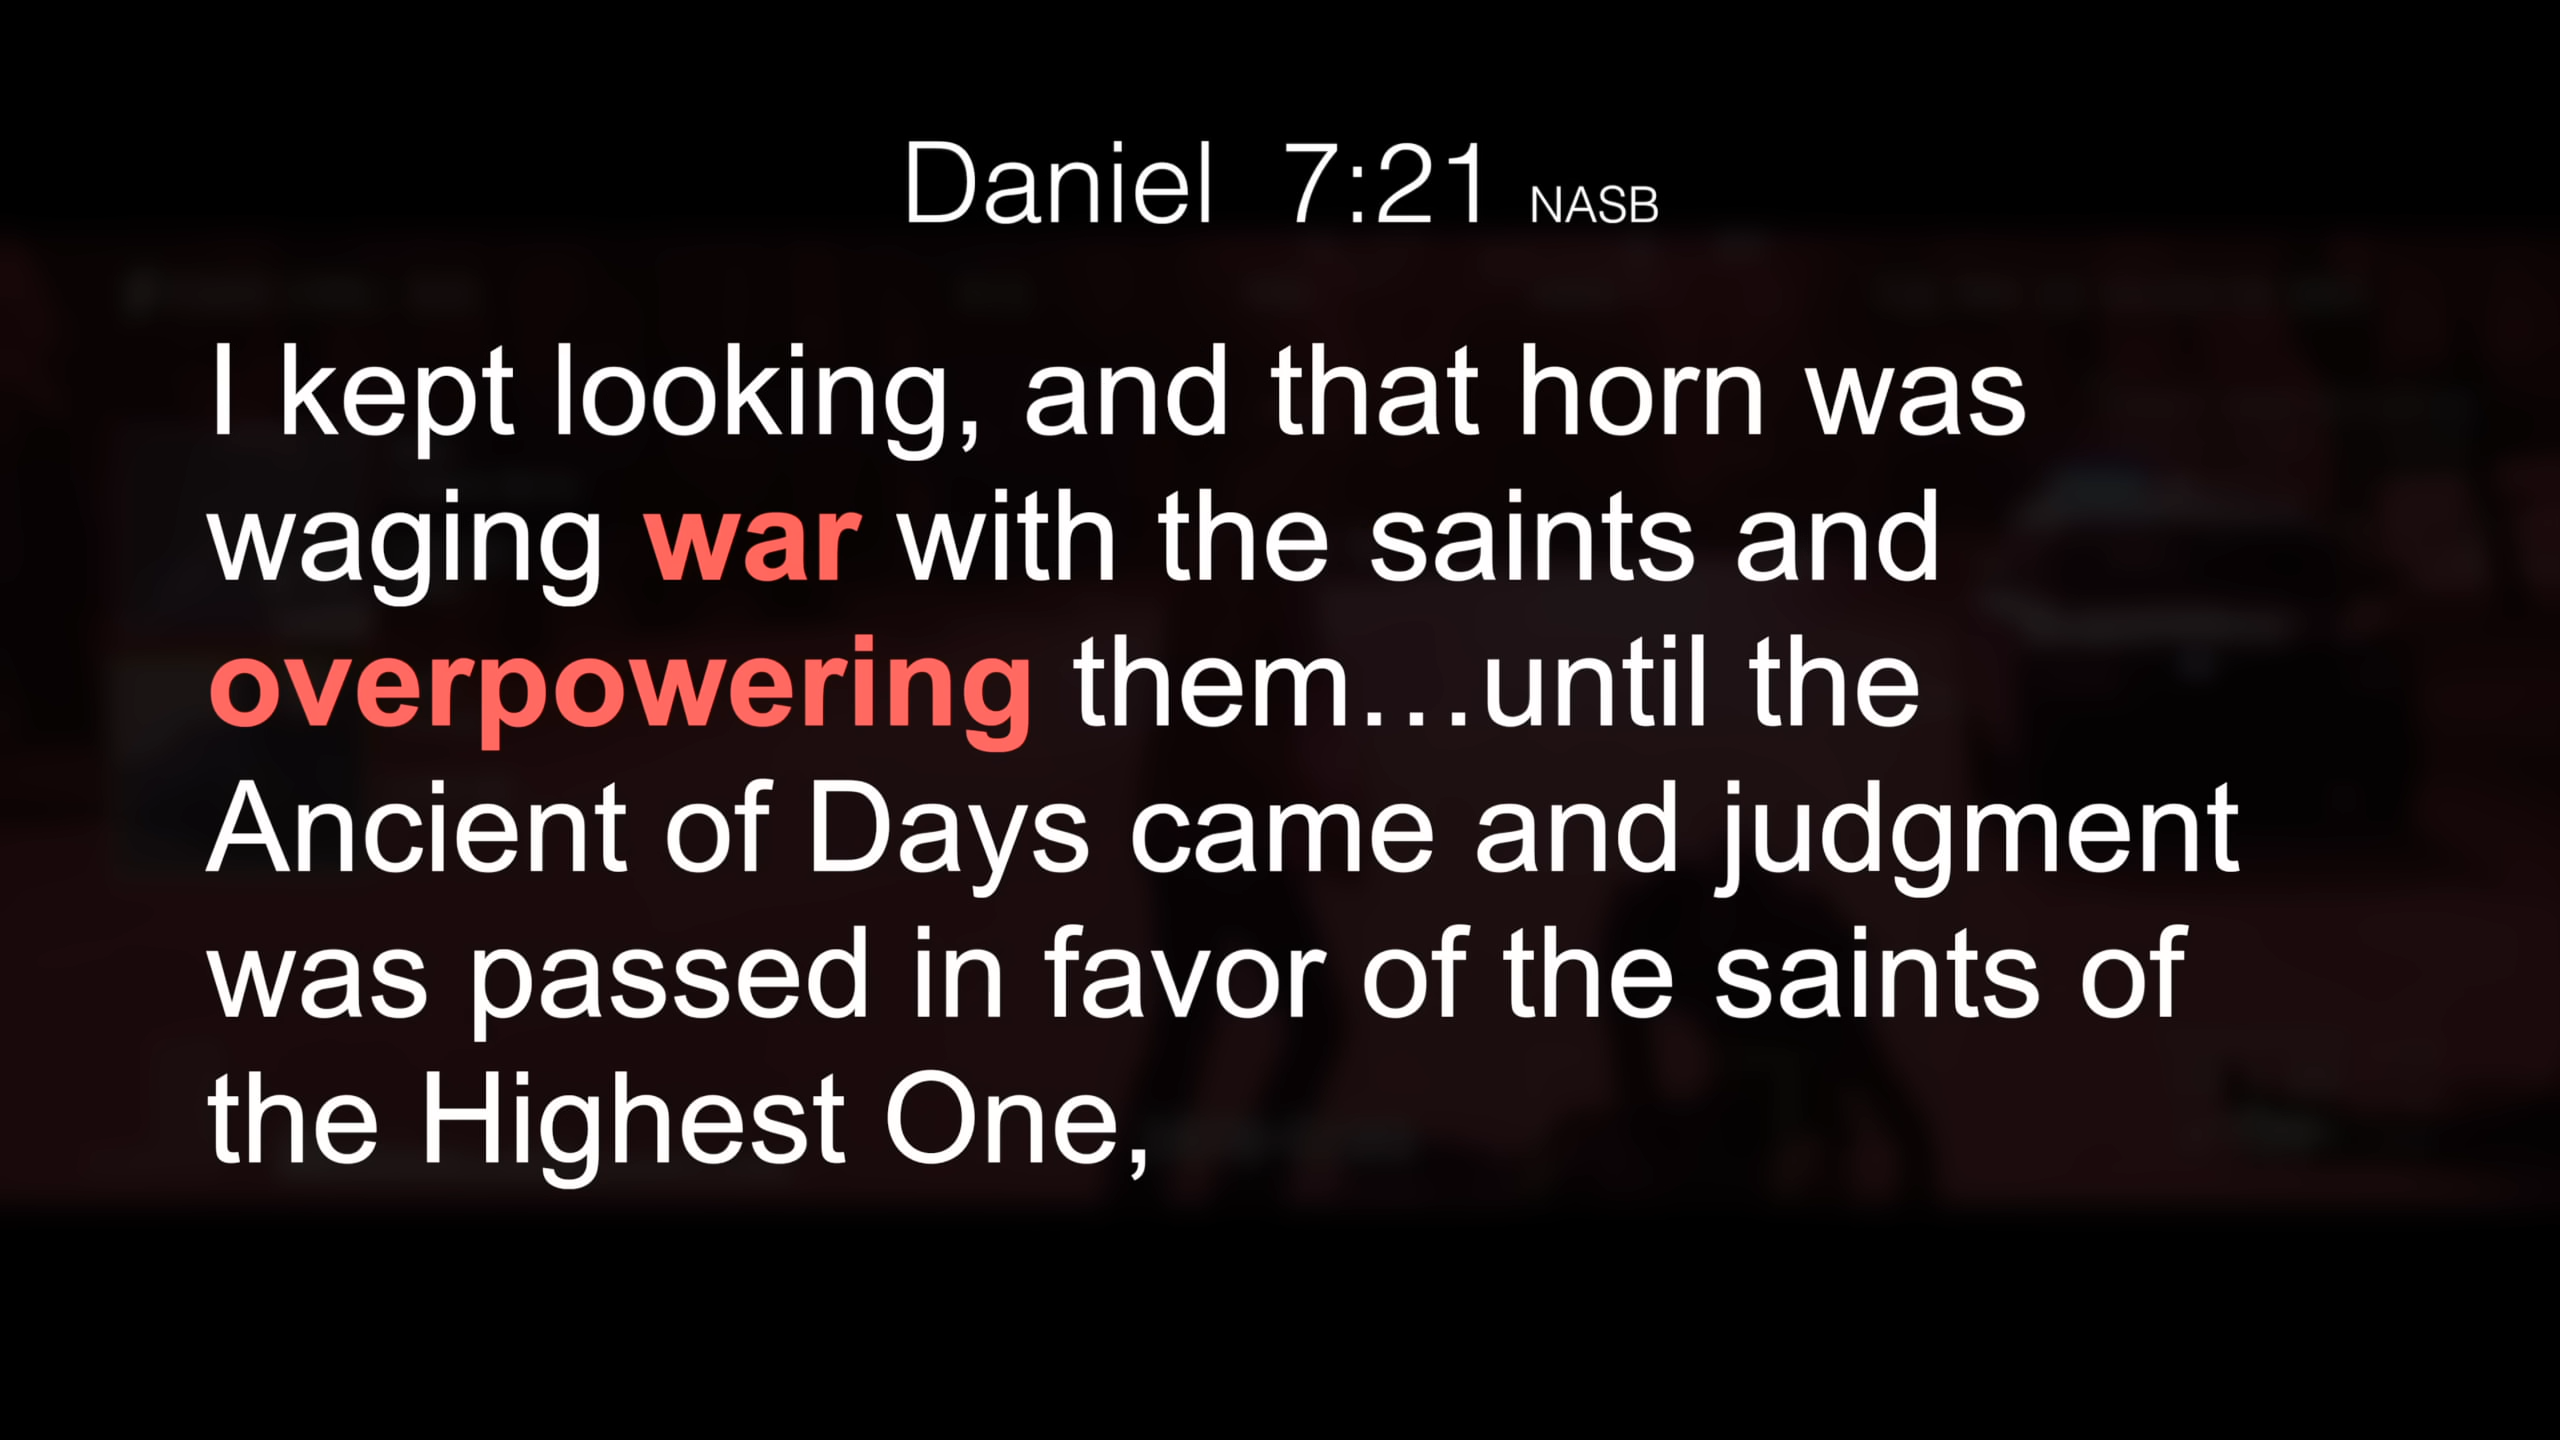 Daniel 7:21 NASB
I kept looking, and that horn was
waging war with the saints and
overpowering them…until the
Ancient of Days came and judgment
was passed in favor of the saints of
the Highest One,